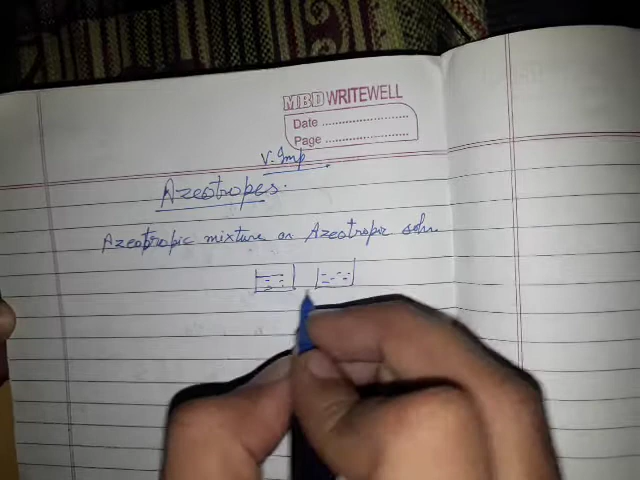 MBD WRITEWELL
Date ..............................
Page ..............................
V. Imp
Azeotropes.
Azeotropic mixture or Azeotropic soln.